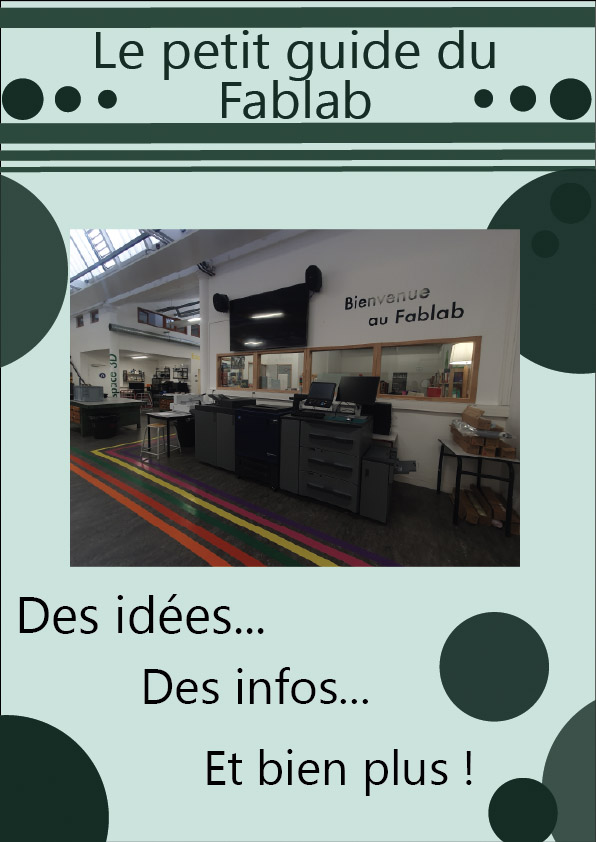 Le petit guide du
Fablab
Bienvenue
au Fablab
Des idées...
Des infos...
Et bien plus !